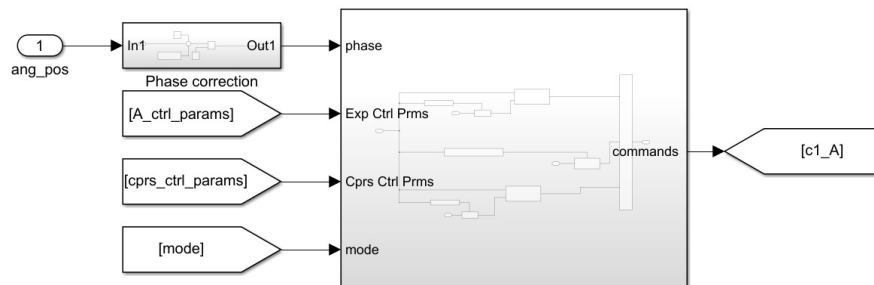 1
ang_pos
In1
Out1
Phase correction
phase
[A_ctrl_params]
Exp Ctrl Prms
[cprs_ctrl_params]
Cprs Ctrl Prms
[mode]
mode
commands
[c1_A]